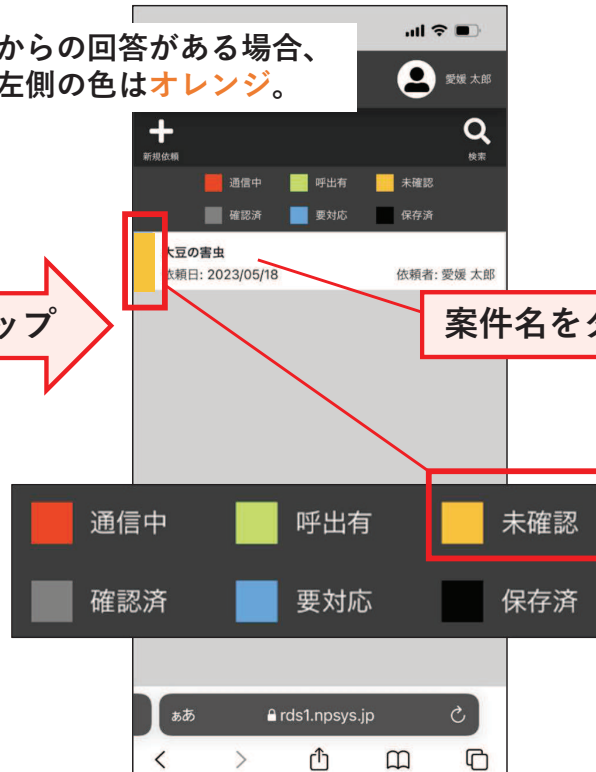 からの回答がある場合、
左側の色はオレンジ。
愛媛 太郎
新規依頼
検索
通信中
呼出有
未確認
確認済
要対応
保存済
大豆の害虫
依頼日: 2023/05/18
依頼者: 愛媛 太郎
ップ
案件名をタ
通信中
呼出有
未確認
確認済
要対応
保存済
ぁあ
rds1.npsys.jp